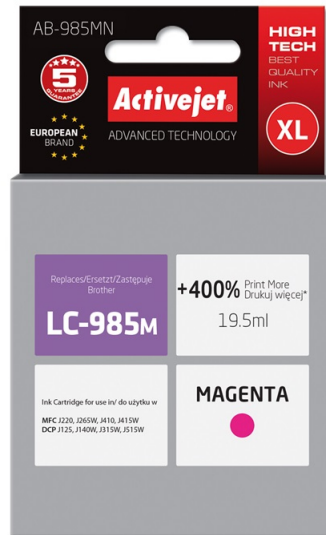 AB-985MN
HIGH
TECH
BEST
QUALITY
INK
5
YEARS
GUARANTEE
Activejet®
EUROPEAN
BRAND
ADVANCED TECHNOLOGY
XL
Replaces/Ersetzt/Zastępuje
Brother
LC-985M
+400% Print More
Drukuj więcej*
19.5ml
Ink Cartridge for use in/ do użytku w
MFC J220, J265W, J410, J415W
DCP J125, J140W, J315W, J515W
MAGENTA